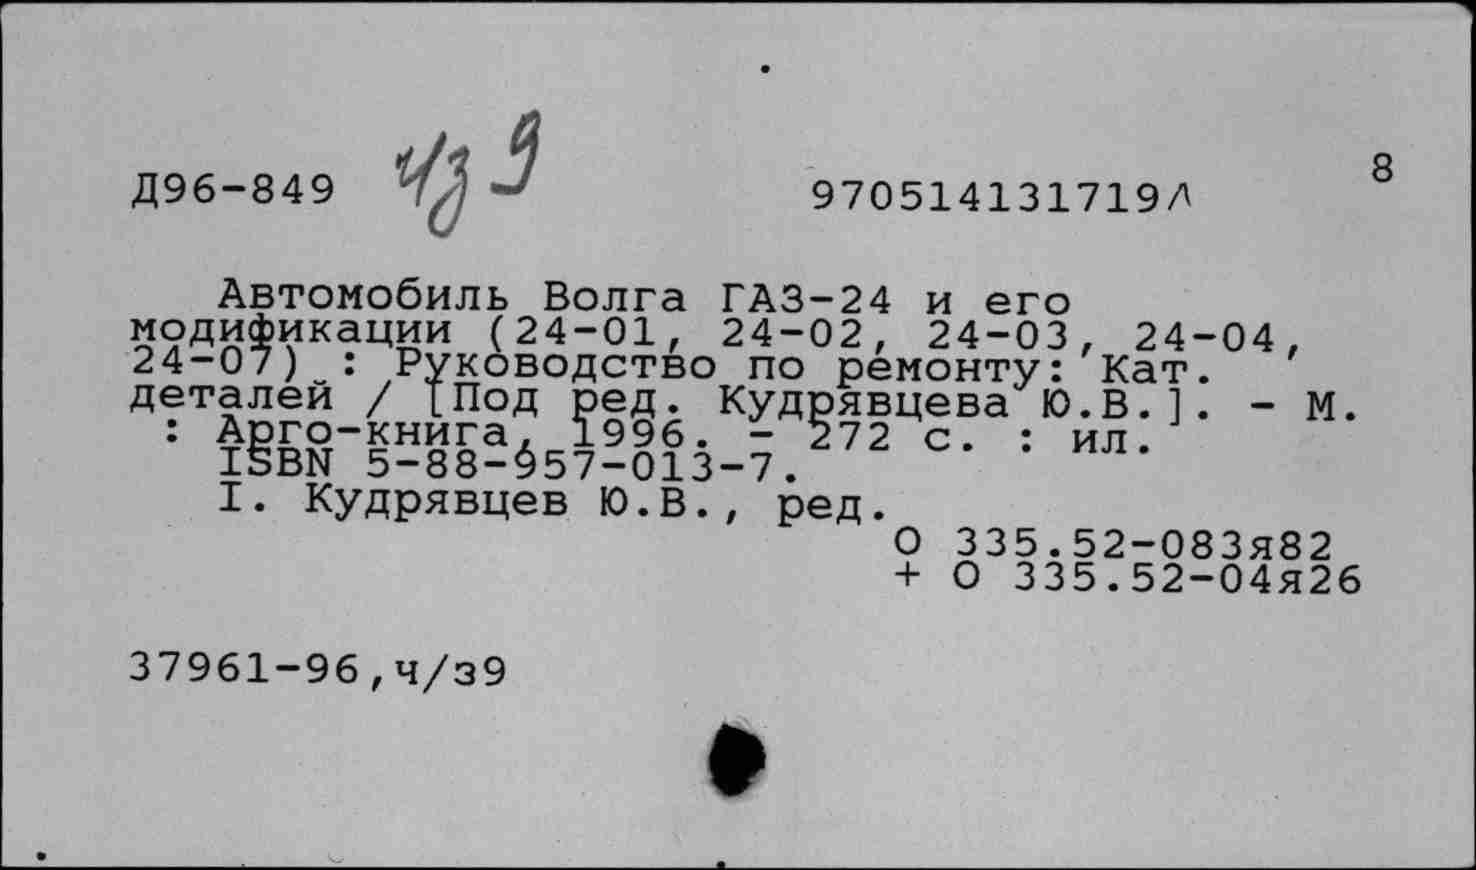 Д96-849 чз 9 970514131719Л 8
Автомобиль Волга ГАЗ-24 и его
модификации (24-01, 24-02, 24-03, 24-04,
24-07) : Руководство по ремонту: Кат.
деталей / [Под ред. Кудрявцева Ю.В.]. - М.
: Арго-книга, 1996. - 272 с. : ил.
ISBN 5-88-957-013-7.
I. Кудрявцев Ю.В., ред.
О 335.52-083я82
+ О 335.52-04я26
37961-96,ч/з9